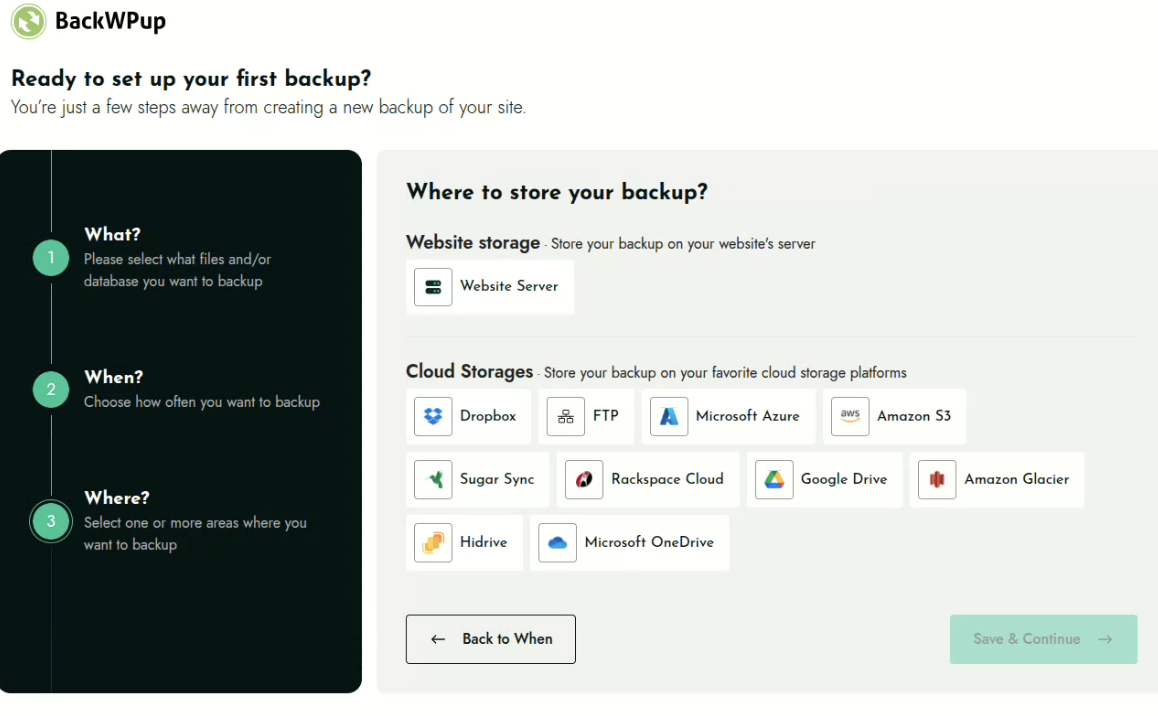 BackWPup
Ready to set up your first backup?
You're just a few steps away from creating a new backup of your site.
1
What?
Please select what files and/or
database you want to backup
2
When?
Choose how often you want to backup
3
Where?
Select one or more areas where you
want to backup
Where to store your backup?
Website storage - Store your backup on your website's server
Website Server
Cloud Storages - Store your backup on your favorite cloud storage platforms
Dropbox FTP Microsoft Azure aws Amazon S3
Sugar Sync Rackspace Cloud Google Drive Amazon Glacier
Hidrive Microsoft OneDrive
← Back to When Save & Continue →